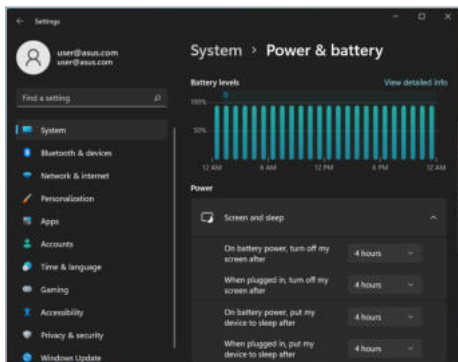 Settings
user@asus.com
user@asus.com
Find a setting
System
Bluetooth & devices
Network & internet
Personalization
Apps
Accounts
Time & language
Gaming
Accessibility
Privacy & security
Windows Update
System > Power & battery
Battery levels
View detailed info
100%
50%
12 AM 6 AM 12 PM 6 PM 12 AM
Power
Screen and sleep
On battery power, turn off my
screen after
4 hours
When plugged in, turn off my
screen after
4 hours
On battery power, put my
device to sleep after
4 hours
When plugged in, put my
device to sleep after
4 hours